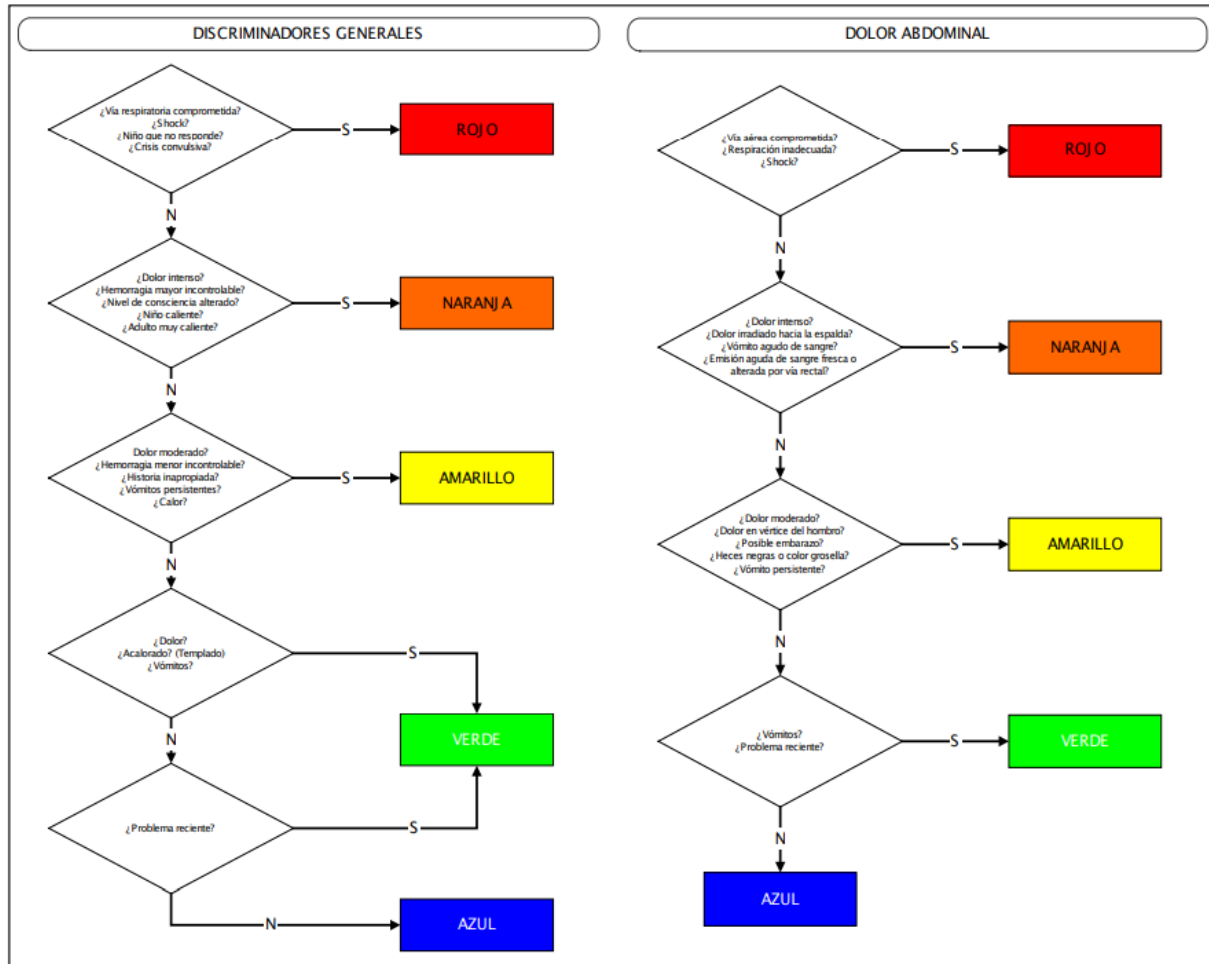 DISCRIMINADORES GENERALES
¿Vía respiratoria comprometida?
¿Shock?
¿Niño que no responde?
¿Crisis convulsiva?
S
ROJO
N
¿Dolor intenso?
¿Hemorragia mayor incontrolable?
¿Nivel de consciencia alterado?
¿Niño caliente?
¿Adulto muy caliente?
S
NARANJA
N
Dolor moderado?
¿Hemorragia menor incontrolable?
¿Historia inapropiada?
¿Vómitos persistentes?
¿Calor?
S
AMARILLO
N
¿Dolor?
¿Acalorado? (Templado)
¿Vómitos?
S
VERDE
N
¿Problema reciente?
S
N
AZUL
DOLOR ABDOMINAL
¿Vía aérea comprometida?
¿Respiración inadecuada?
¿Shock?
S
ROJO
N
¿Dolor intenso?
¿Dolor irradiado hacia la espalda?
¿Vómito agudo de sangre?
¿Emisión aguda de sangre fresca o
alterada por vía rectal?
S
NARANJA
N
¿Dolor moderado?
¿Dolor en vértice del hombro?
¿Posible embarazo?
¿Heces negras o color grosella?
¿Vómito persistente?
S
AMARILLO
N
¿Vómitos?
¿Problema reciente?
S
VERDE
N
AZUL